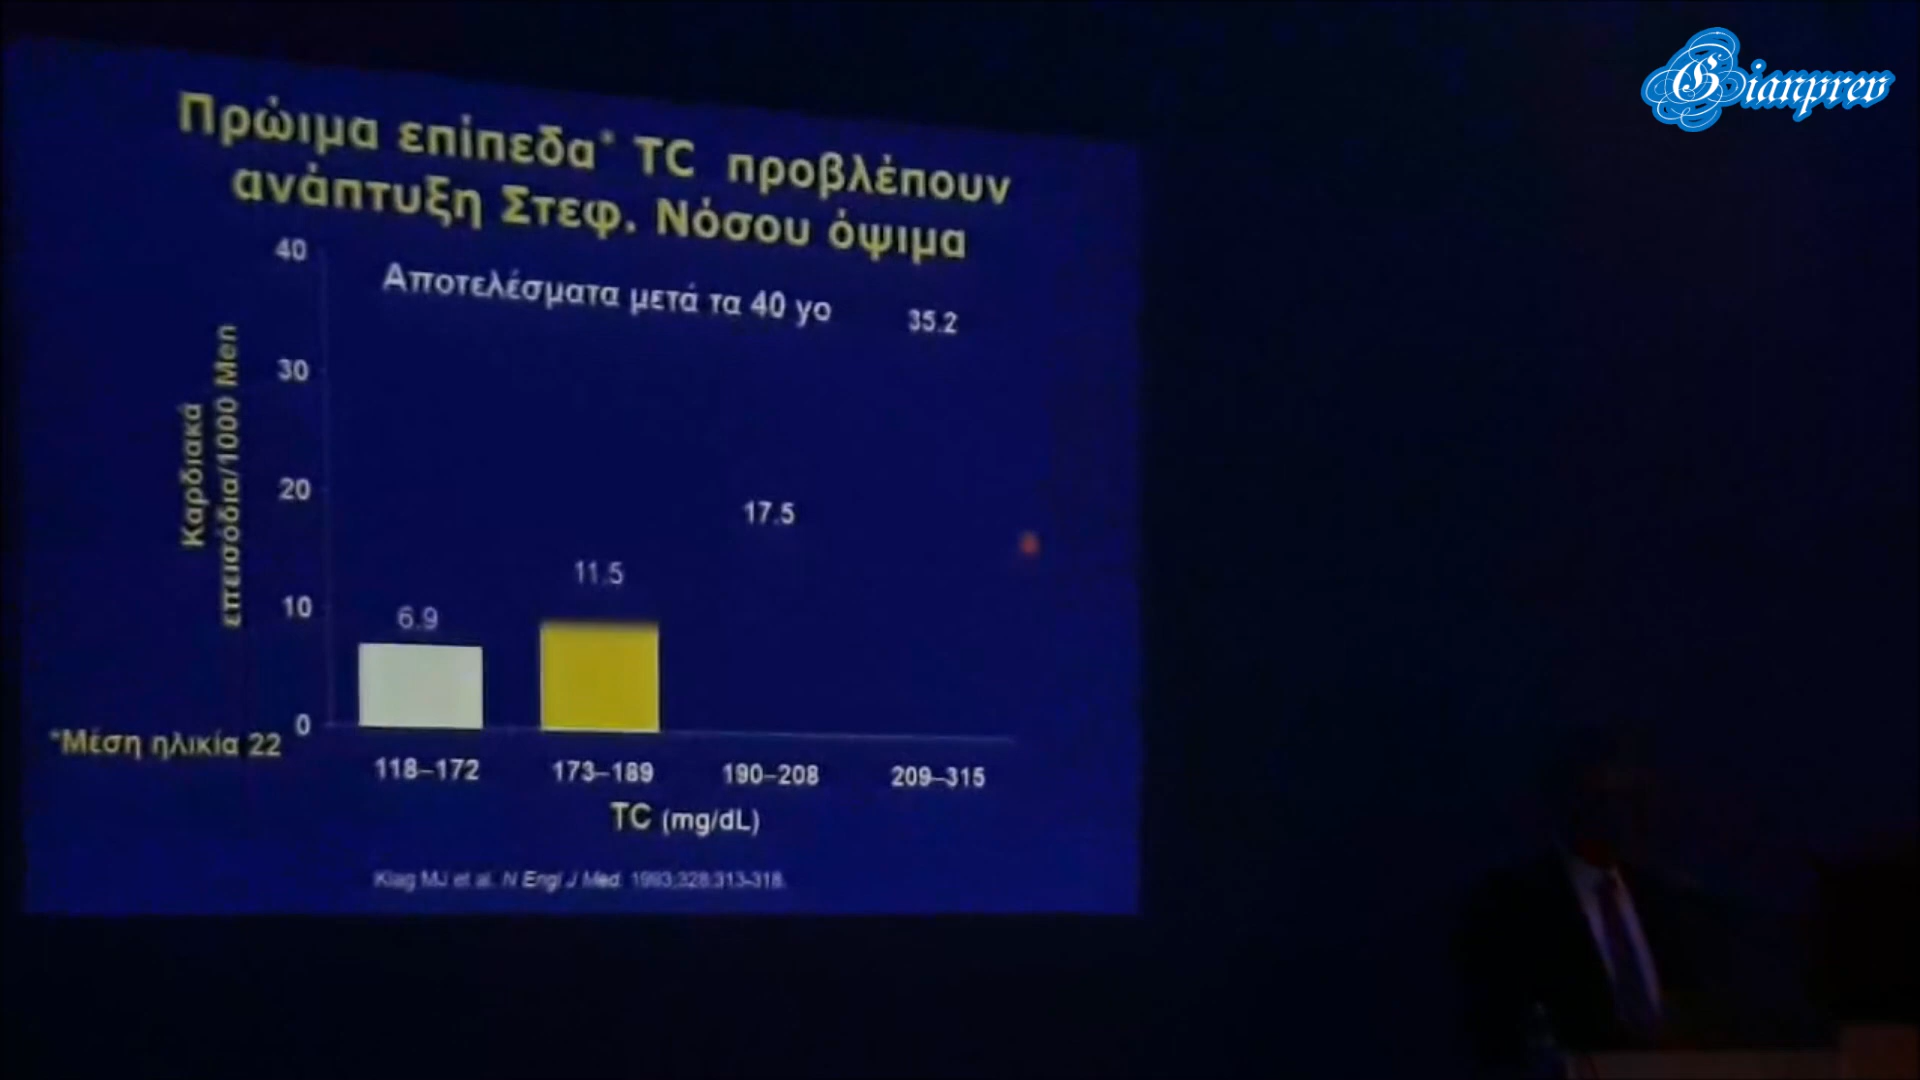 Gianprev
Πρώιμα επίπεδα* TC προβλέπουν
ανάπτυξη Στεφ. Νόσου όψιμα
Αποτελέσματα μετά τα 40 yo
40
30
20
10
0
Καρδιακά
επεισόδια/1000 Men
6.9
11.5
17.5
35.2
*Μέση ηλικία 22
118–172
173–189
190–208
209–315
TC (mg/dL)
Klag MJ et al. N Engl J Med. 1993;328:313-318.